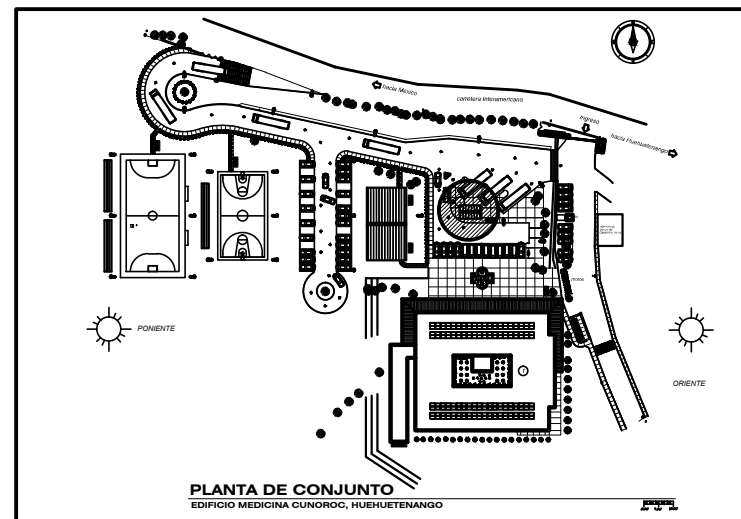 hacia México
carretera Interamericana
ingreso
hacia Huehuetenango
motos
PONIENTE
ORIENTE
PLANTA DE CONJUNTO
EDIFICIO MEDICINA CUNOROC, HUEHUETENANGO